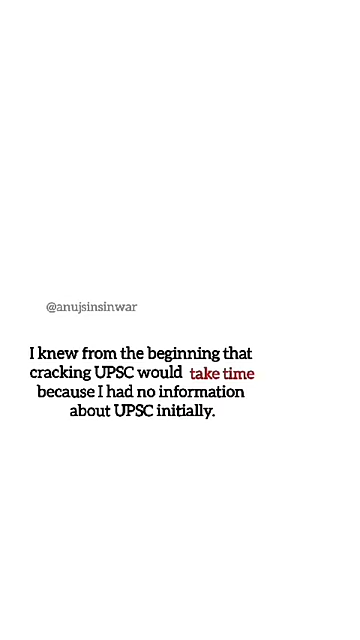 @anujsinsinwar
I knew from the beginning that
cracking UPSC would take time
because I had no information
about UPSC initially.